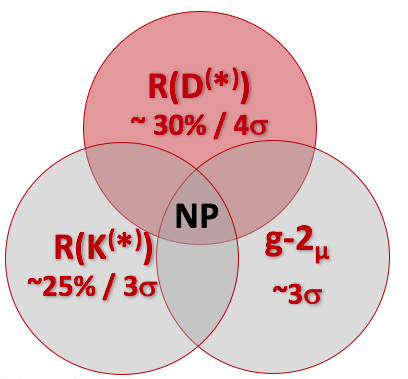 R(D(*))
~ 30% / 4σ
NP
R(K(*))
~25% / 3σ
g-2μ
~3σ